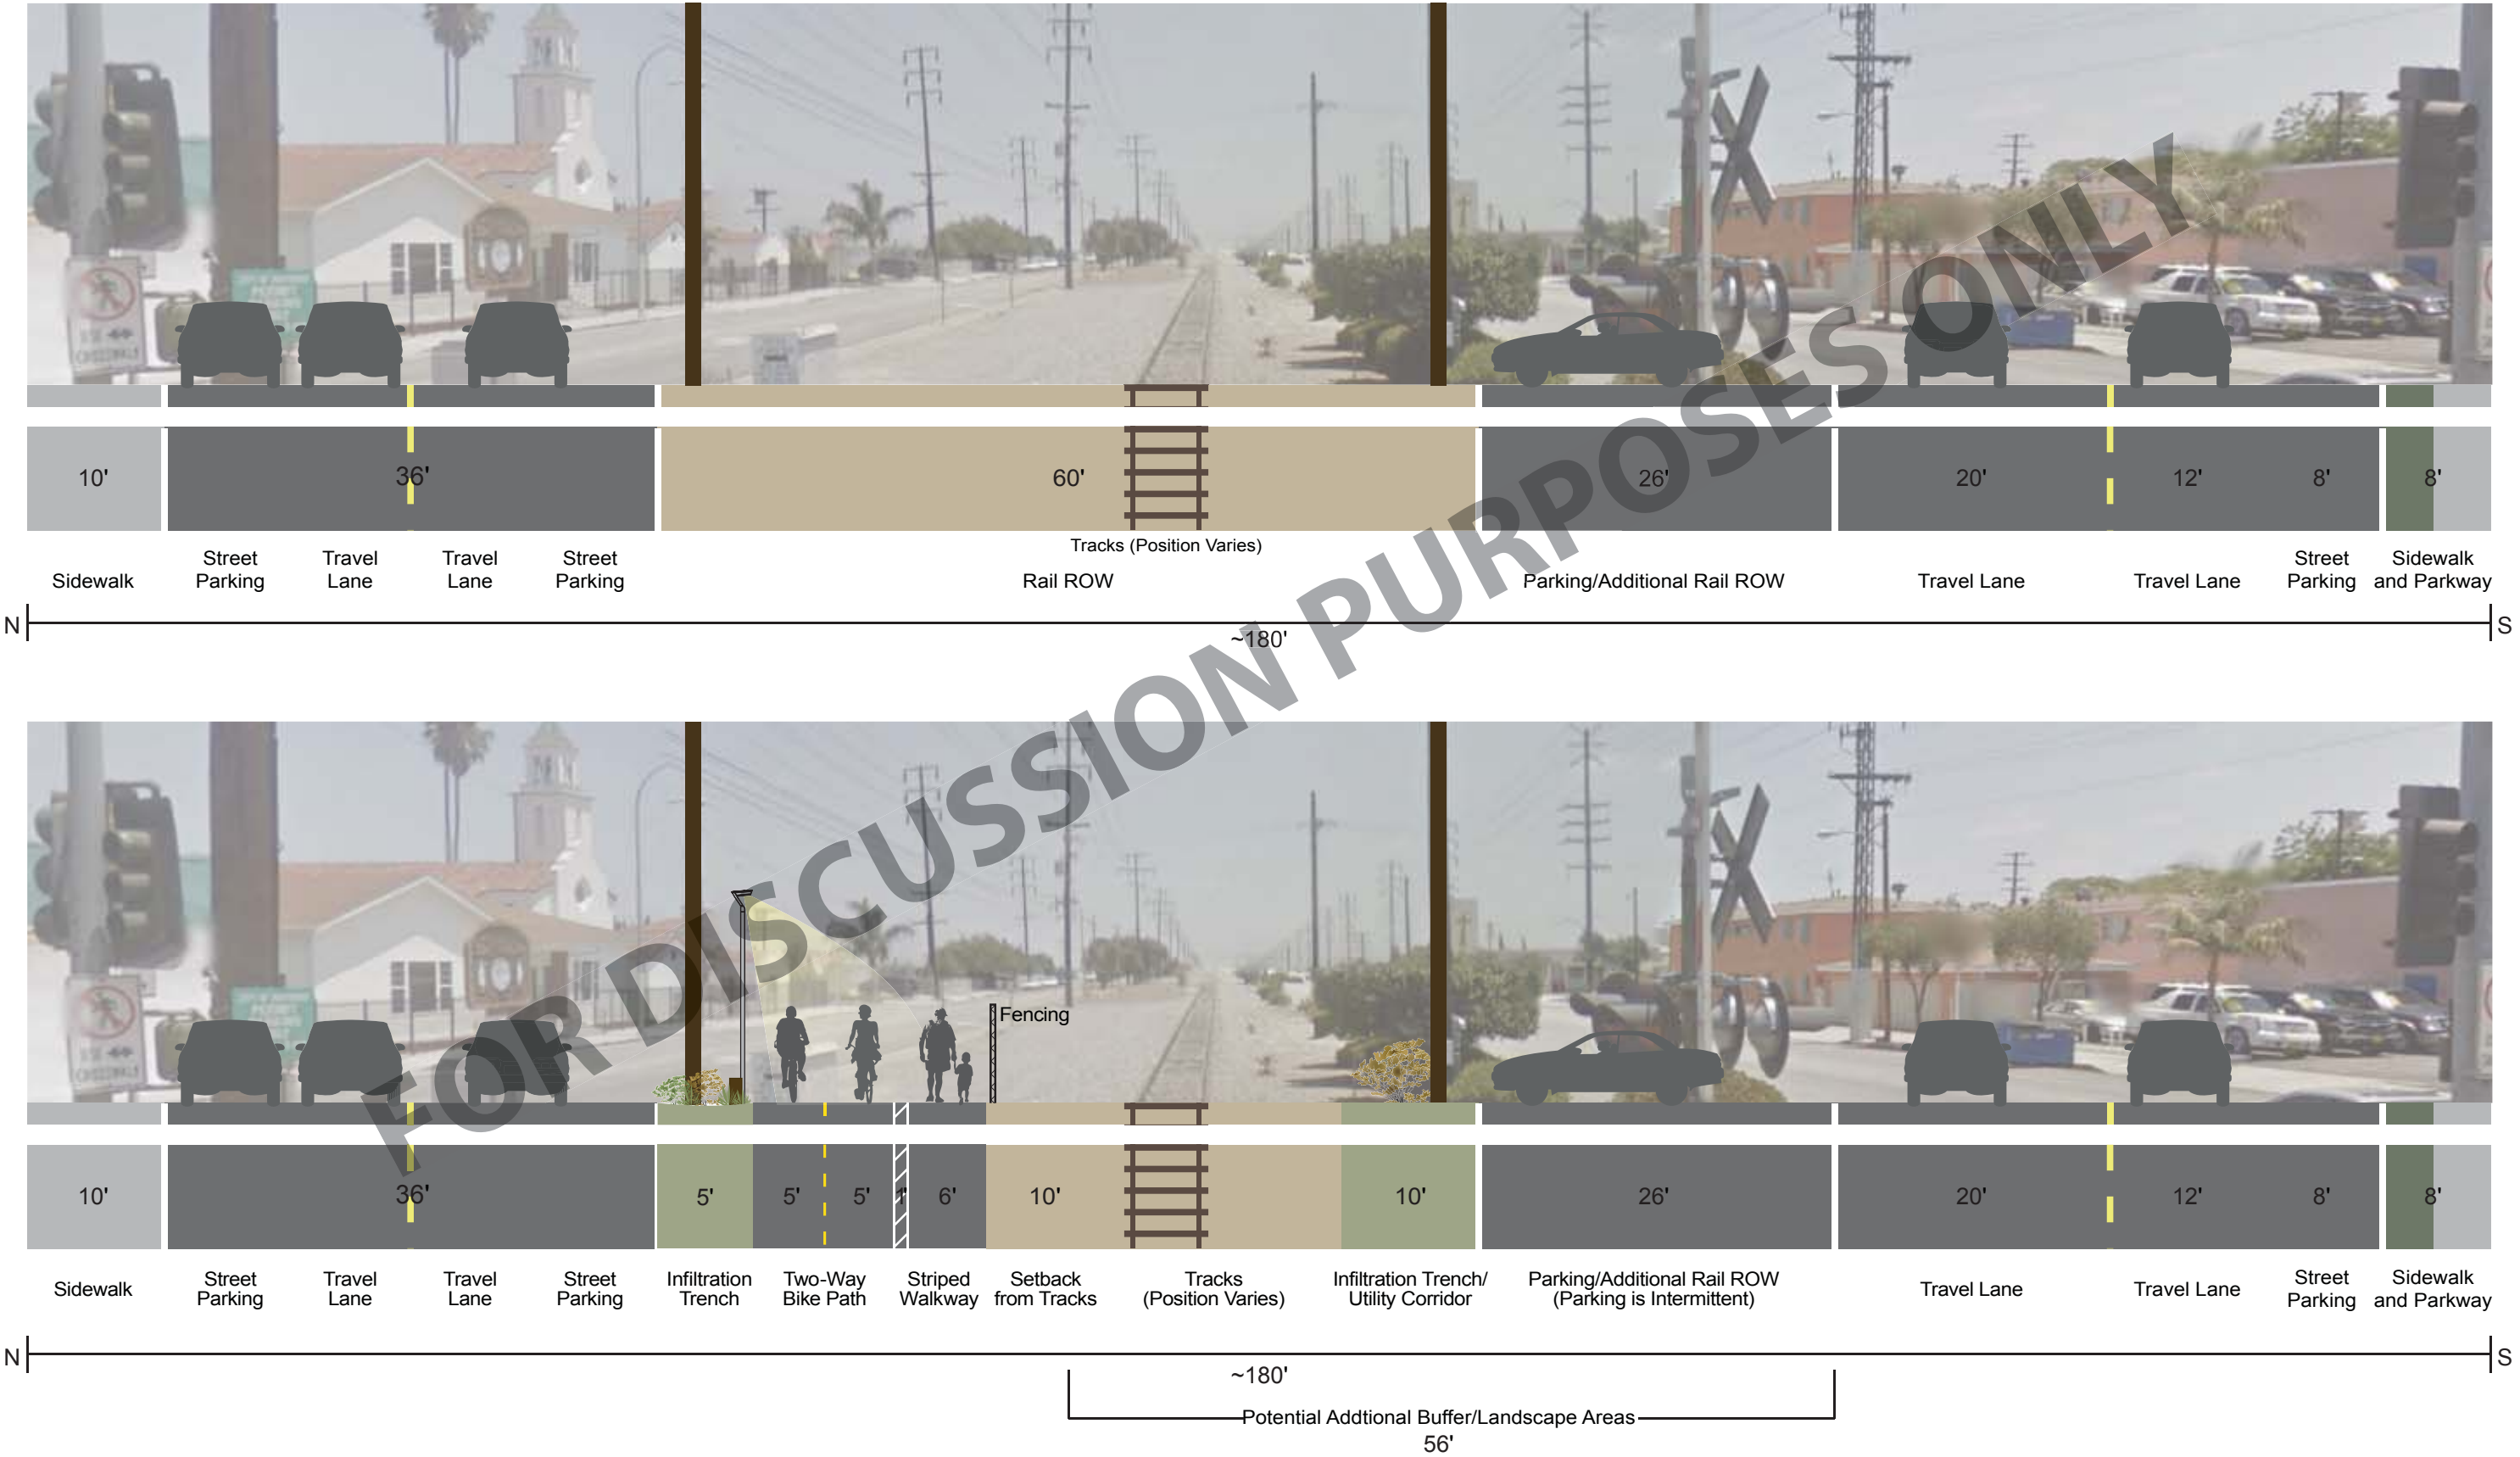 10'
36'
60'
26'
20'
12'
8'
8'
Tracks (Position Varies)
Sidewalk
Street
Parking
Travel
Lane
Travel
Lane
Street
Parking
Rail ROW
Parking/Additional Rail ROW
Travel Lane
Travel Lane
Street
Parking
Sidewalk
and Parkway
N
S
~180'
FOR DISCUSSION PURPOSES ONLY
Fencing
10'
36'
5'
5'
5'
1'
6'
10'
10'
26'
20'
12'
8'
8'
Sidewalk
Street
Parking
Travel
Lane
Travel
Lane
Street
Parking
Infiltration
Trench
Two-Way
Bike Path
Striped
Walkway
Setback
from Tracks
Tracks
(Position Varies)
Infiltration Trench/
Utility Corridor
Parking/Additional Rail ROW
(Parking is Intermittent)
Travel Lane
Travel Lane
Street
Parking
Sidewalk
and Parkway
N
S
~180'
Potential Addtional Buffer/Landscape Areas
56'